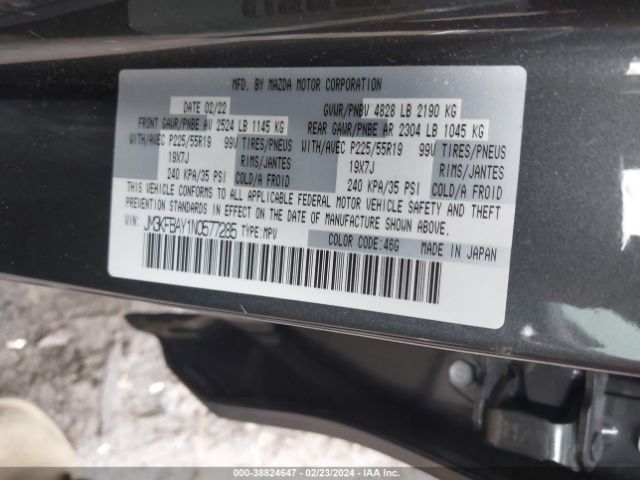 MFD. BY MAZDA MOTOR CORPORATION
DATE 02/22 GVWR/PNBV 4828 LB 2190 KG
FRONT GAWR/PNBE AV 2524 LB 1145 KG REAR GAWR/PNBE AR 2304 LB 1045 KG
WITH/AVEC P225/55R19 99V TIRES/PNEUS WITH/AVEC P225/55R19 99V TIRES/PNEUS
19X7J RIMS/JANTES 19X7J RIMS/JANTES
240 KPA/35 PSI COLD/A FROID 240 KPA/35 PSI COLD/A FROID
THIS VEHICLE CONFORMS TO ALL APPLICABLE FEDERAL MOTOR VEHICLE SAFETY AND THEFT
PREVENTION STANDARDS IN EFFECT ON THE DATE OF MANUFACTURE SHOWN ABOVE.
VIN: JM3KFBAY1N0577285 TYPE:MPV COLOR CODE:46G MADE IN JAPAN
000-38824647 - 02/23/2024 - IAA Inc.